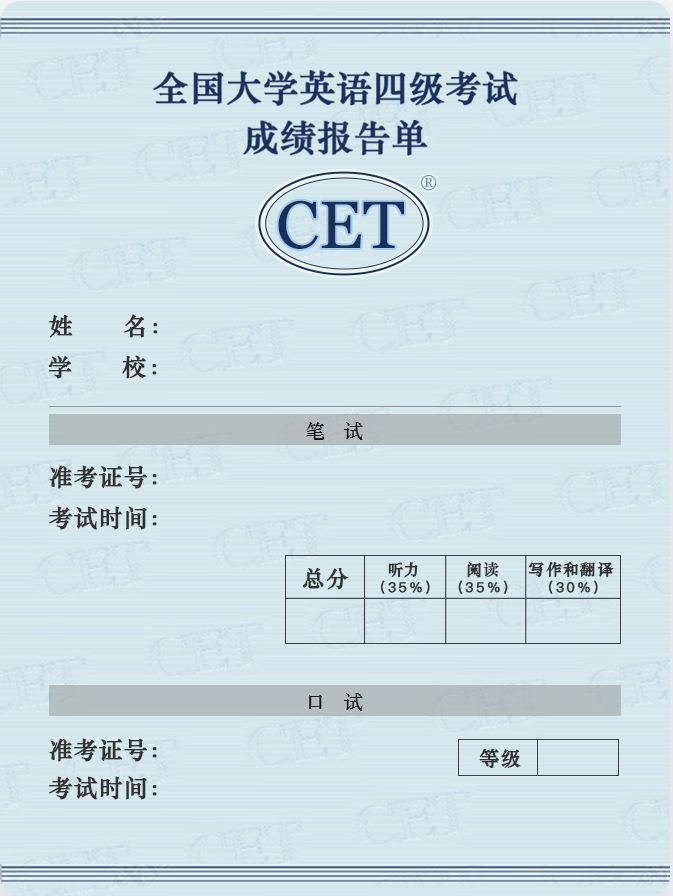 全国大学英语四级考试
成绩报告单
CET®
姓 名：
学 校：
笔 试
准考证号：
考试时间：
总分 听力 (35%) 阅读 (35%) 写作和翻译 (30%)
口 试
准考证号：
等级
考试时间：